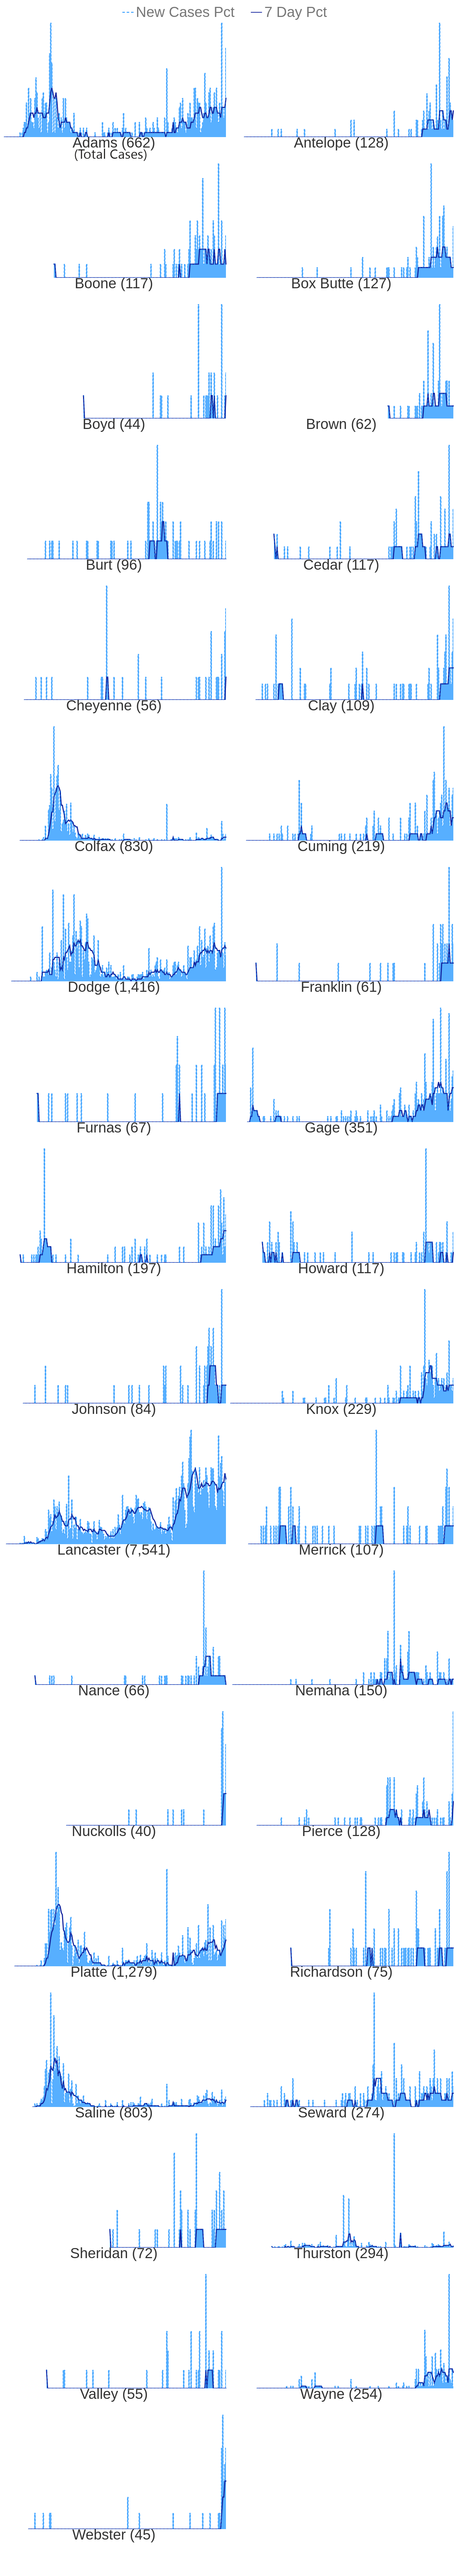 New Cases Pct 7 Day Pct
Adams (662) Antelope (128)
(Total Cases)
Boone (117) Box Butte (127)
Boyd (44) Brown (62)
Burt (96) Cedar (117)
Cheyenne (56) Clay (109)
Colfax (830) Cuming (219)
Dodge (1,416) Franklin (61)
Furnas (67) Gage (351)
Hamilton (197) Howard (117)
Johnson (84) Knox (229)
Lancaster (7,541) Merrick (107)
Nance (66) Nemaha (150)
Nuckolls (40) Pierce (128)
Platte (1,279) Richardson (75)
Saline (803) Seward (274)
Sheridan (72) Thurston (294)
Valley (55) Wayne (254)
Webster (45)